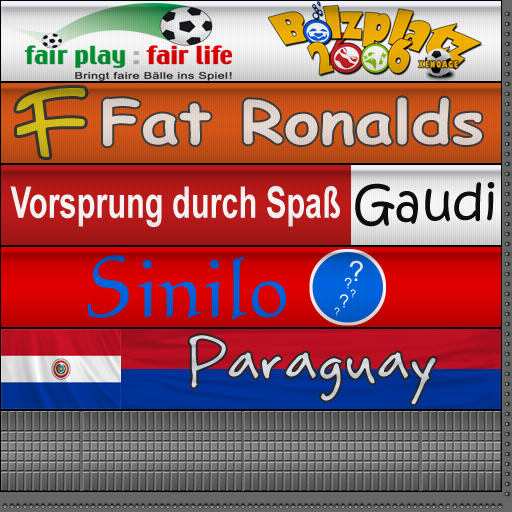 fair play : fair life
Bringt faire Bälle ins Spiel!
Bolzplatz
2006
XENOAGE
F Fat Ronalds
Vorsprung durch Spaß
Gaudi
Sinilo
? ? ? ? ?
Paraguay